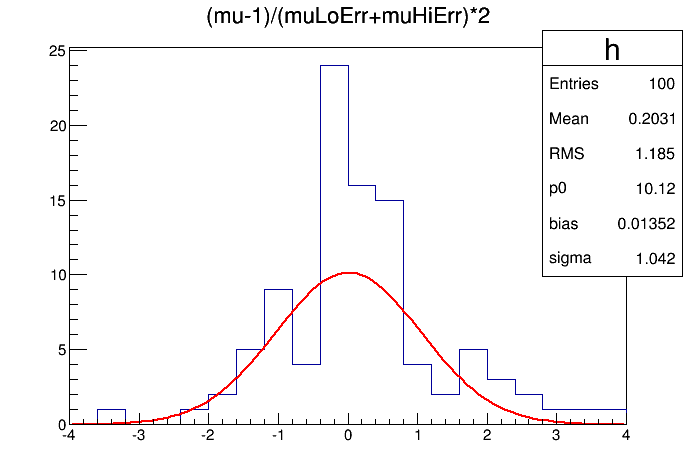 (mu-1)/(muLoErr+muHiErr)*2
h
Entries 100
Mean 0.2031
RMS 1.185
p0 10.12
bias 0.01352
sigma 1.042
25
20
15
10
5
0
-4 -3 -2 -1 0 1 2 3 4